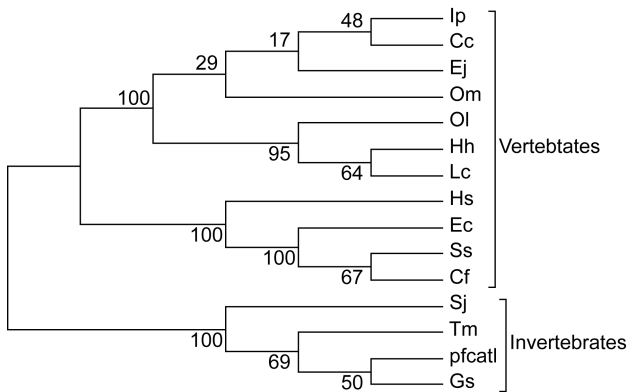 48 Ip
17 Cc
29 Ej
100 Om
Ol
95 Hh
64 Lc
Vertebtates
Hs
100 Ec
100 Ss
67 Cf
Sj
100 Tm
69 pfcatl
50 Gs
Invertebrates